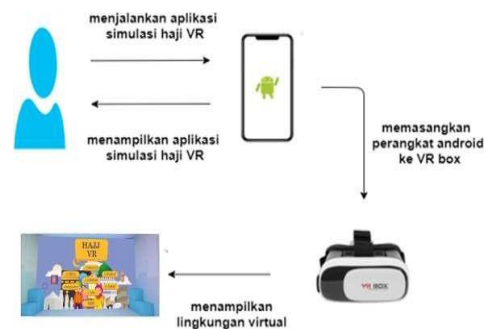 menjalankan aplikasi
simulasi haji VR
menampilkan aplikasi
simulasi haji VR
memasangkan
perangkat android
ke VR box
HAJJ
VR
VR BOX
menampilkan
lingkungan virtual